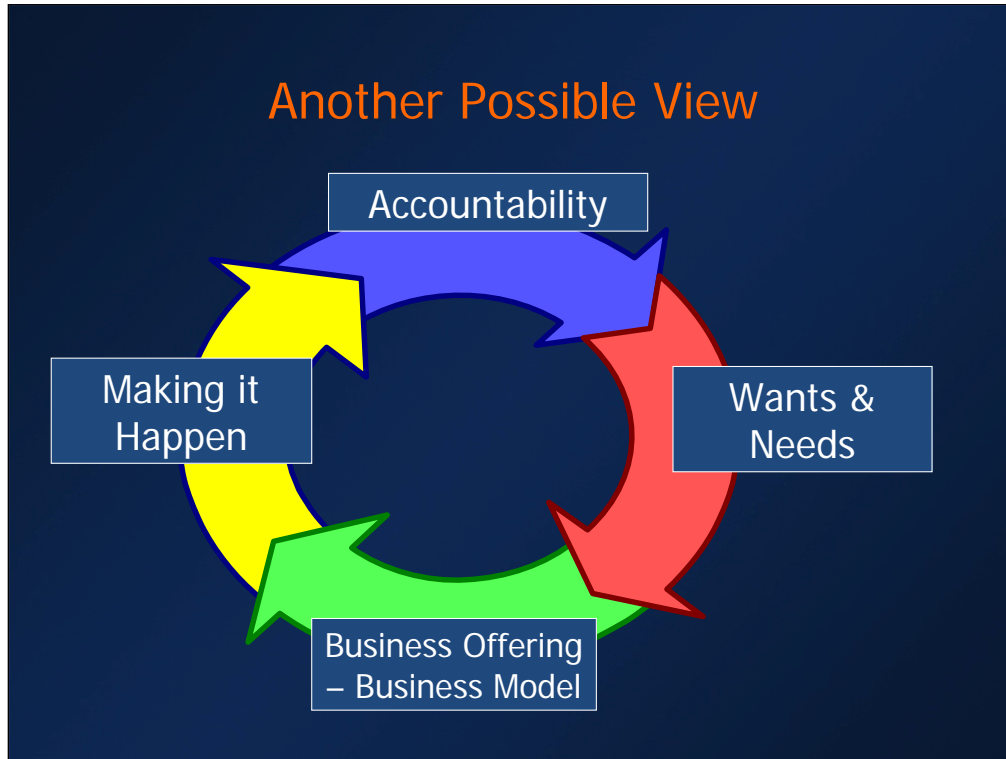 Another Possible View
Accountability
Wants &
Needs
Business Offering
– Business Model
Making it
Happen